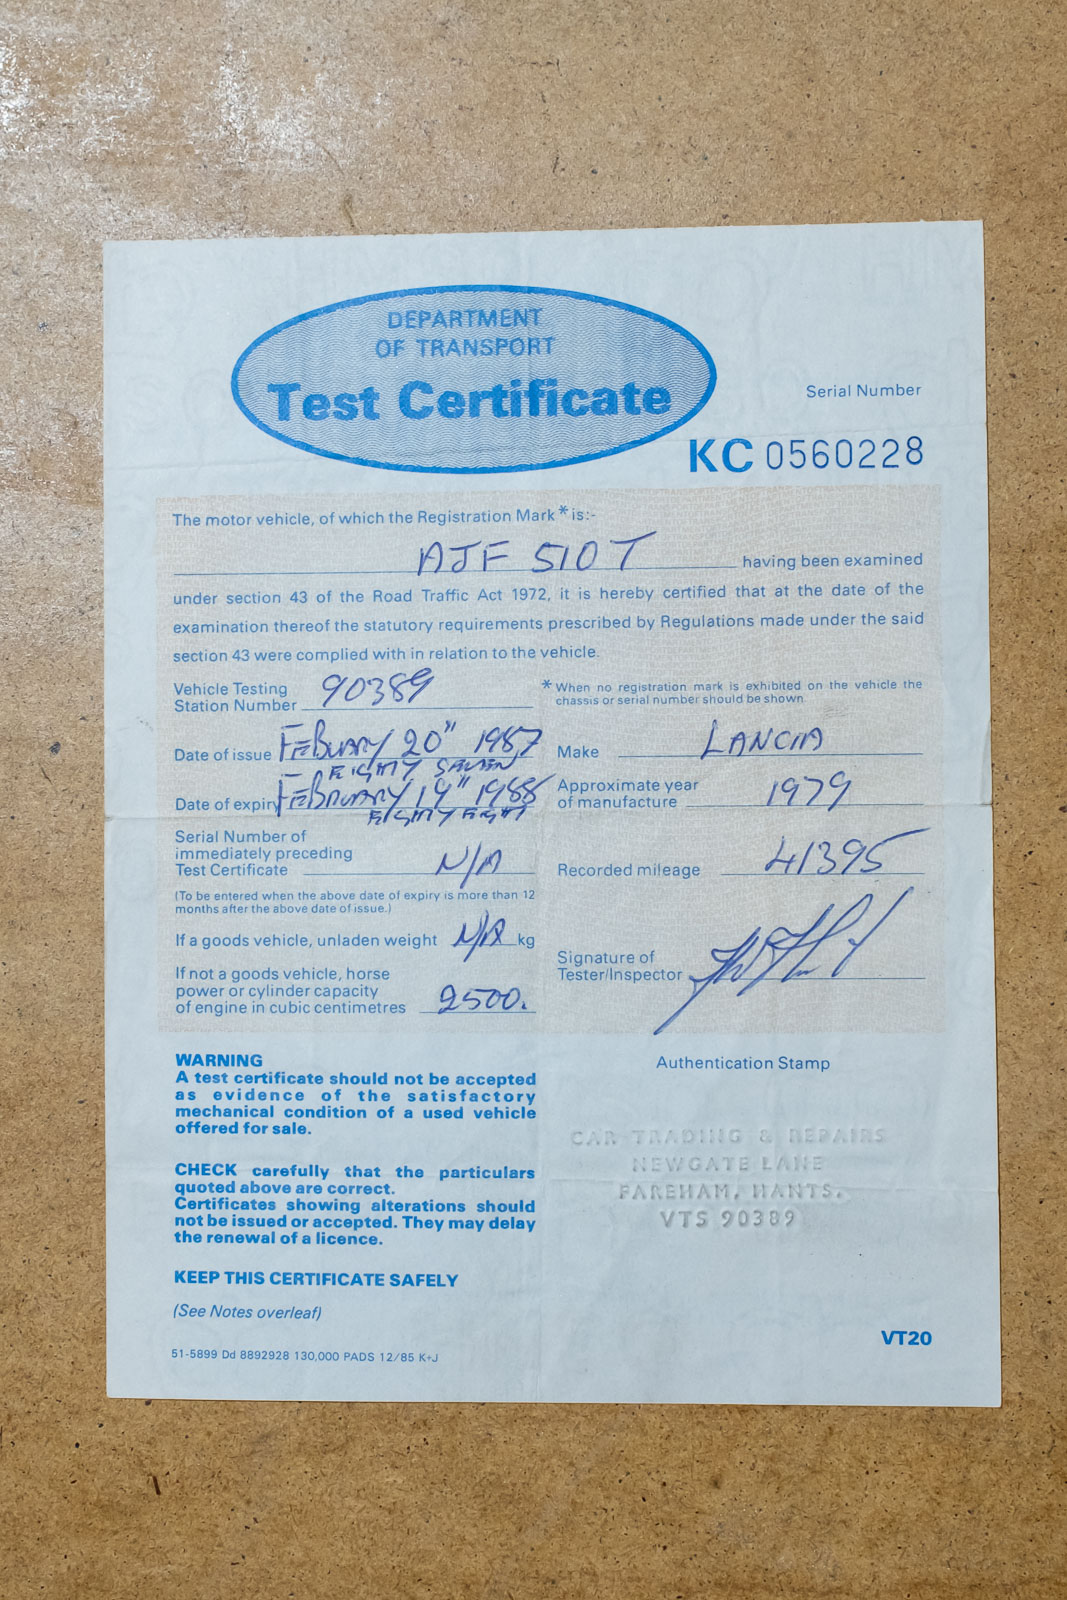 DEPARTMENT
OF TRANSPORT
Test Certificate
Serial Number
KC 0560228
The motor vehicle, of which the Registration Mark * is:-
AJF 510T having been examined
under section 43 of the Road Traffic Act 1972, it is hereby certified that at the date of the
examination thereof the statutory requirements prescribed by Regulations made under the said
section 43 were complied with in relation to the vehicle.
Vehicle Testing
Station Number 90389
* When no registration mark is exhibited on the vehicle the
chassis or serial number should be shown
Date of issue FEBUARY 20" 1987
EIGHTY SEVEN
Make LANCIA
Date of expiry FEBRUARY 19" 1988
EIGHTY EIGHT
Approximate year
of manufacture 1979
Serial Number of
immediately preceding
Test Certificate N/A
(To be entered when the above date of expiry is more than 12
months after the above date of issue.)
Recorded mileage 41395
If a goods vehicle, unladen weight N/A kg
Signature of
Tester/Inspector
If not a goods vehicle, horse
power or cylinder capacity
of engine in cubic centimetres 2500.
WARNING
A test certificate should not be accepted
as evidence of the satisfactory
mechanical condition of a used vehicle
offered for sale.
CHECK carefully that the particulars
quoted above are correct.
Certificates showing alterations should
not be issued or accepted. They may delay
the renewal of a licence.
KEEP THIS CERTIFICATE SAFELY
(See Notes overleaf)
51-5899 Dd 8892928 130,000 PADS 12/85 K+J
Authentication Stamp
CAR TRADING & REPAIRS
NEWGATE LANE
FAREHAM, HANTS.
VTS 90389
VT20